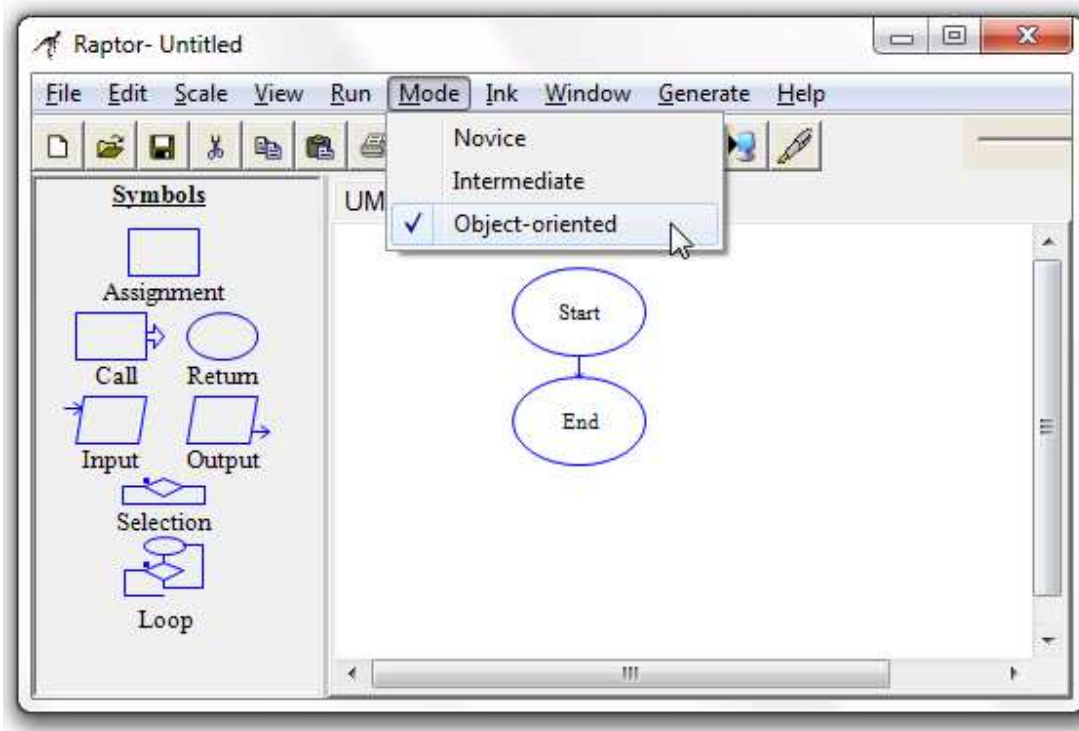 Raptor- Untitled
File Edit Scale View Run Mode Ink Window Generate Help
Novice
Intermediate
Object-oriented
Symbols
UM
Assignment
Call Return
Input Output
Selection
Loop
Start
End